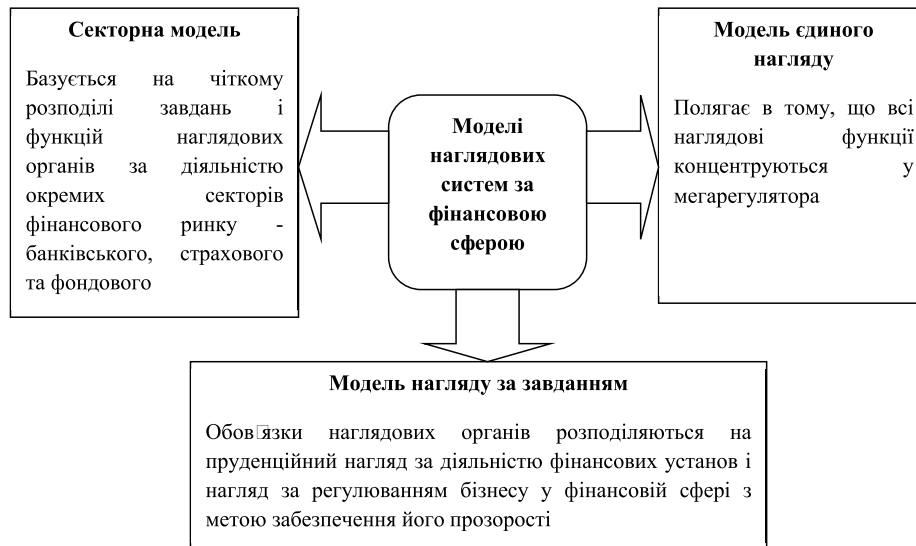 Секторна модель
Базується на чіткому
розподілі завдань і
функцій наглядових
органів за діяльністю
окремих секторів
фінансового ринку -
банківського, страхового
та фондового
Моделі
наглядових
систем за
фінансовою
сферою
Модель єдиного
нагляду
Полягає в тому, що всі
наглядові функції
концентруються у
мегарегулятора
Модель нагляду за завданням
Обов□язки наглядових органів розподіляються на
пруденційний нагляд за діяльністю фінансових установ і
нагляд за регулюванням бізнесу у фінансовій сфері з
метою забезпечення його прозорості